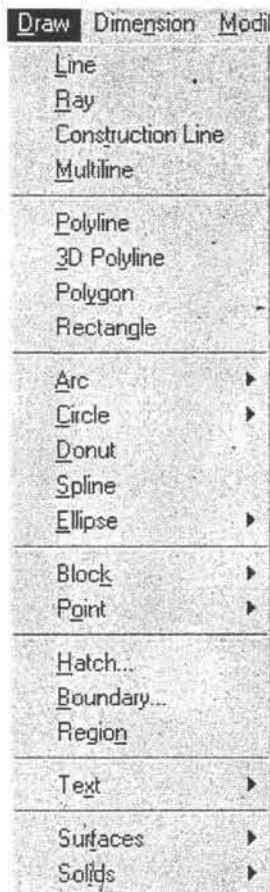 Draw Dimension Modi
Line
Ray
Construction Line
Multiline
Polyline
3D Polyline
Polygon
Rectangle
Arc
Circle
Donut
Spline
Ellipse
Block
Point
Hatch...
Boundary...
Region
Text
Surfaces
Solids